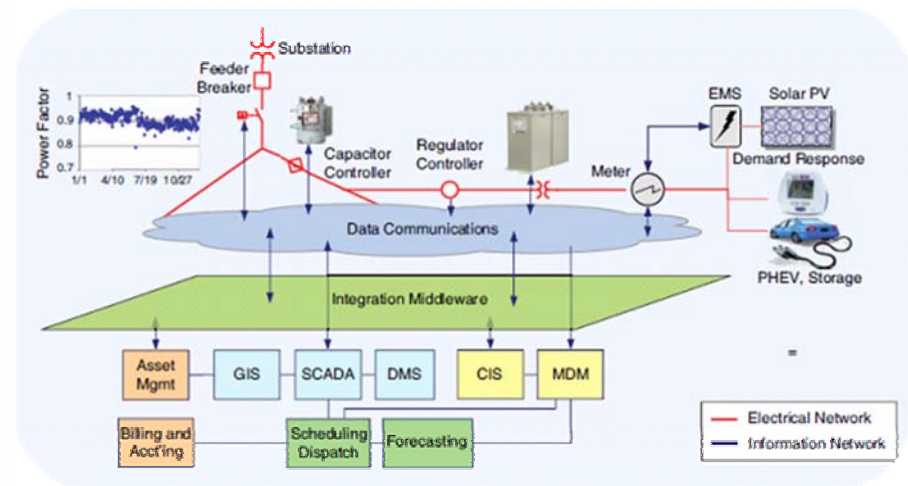 Substation
Feeder
Breaker
Power Factor
1
0.9
0.8
0.7
1/1 4/10 7/19 10/27
Capacitor
Controller
Regulator
Controller
Meter
EMS
Solar PV
Demand Response
PHEV, Storage
Data Communications
Integration Middleware
=
Asset
Mgmt
GIS
SCADA
DMS
CIS
MDM
Billing and
Acct'ing
Scheduling
Dispatch
Forecasting
Electrical Network
Information Network